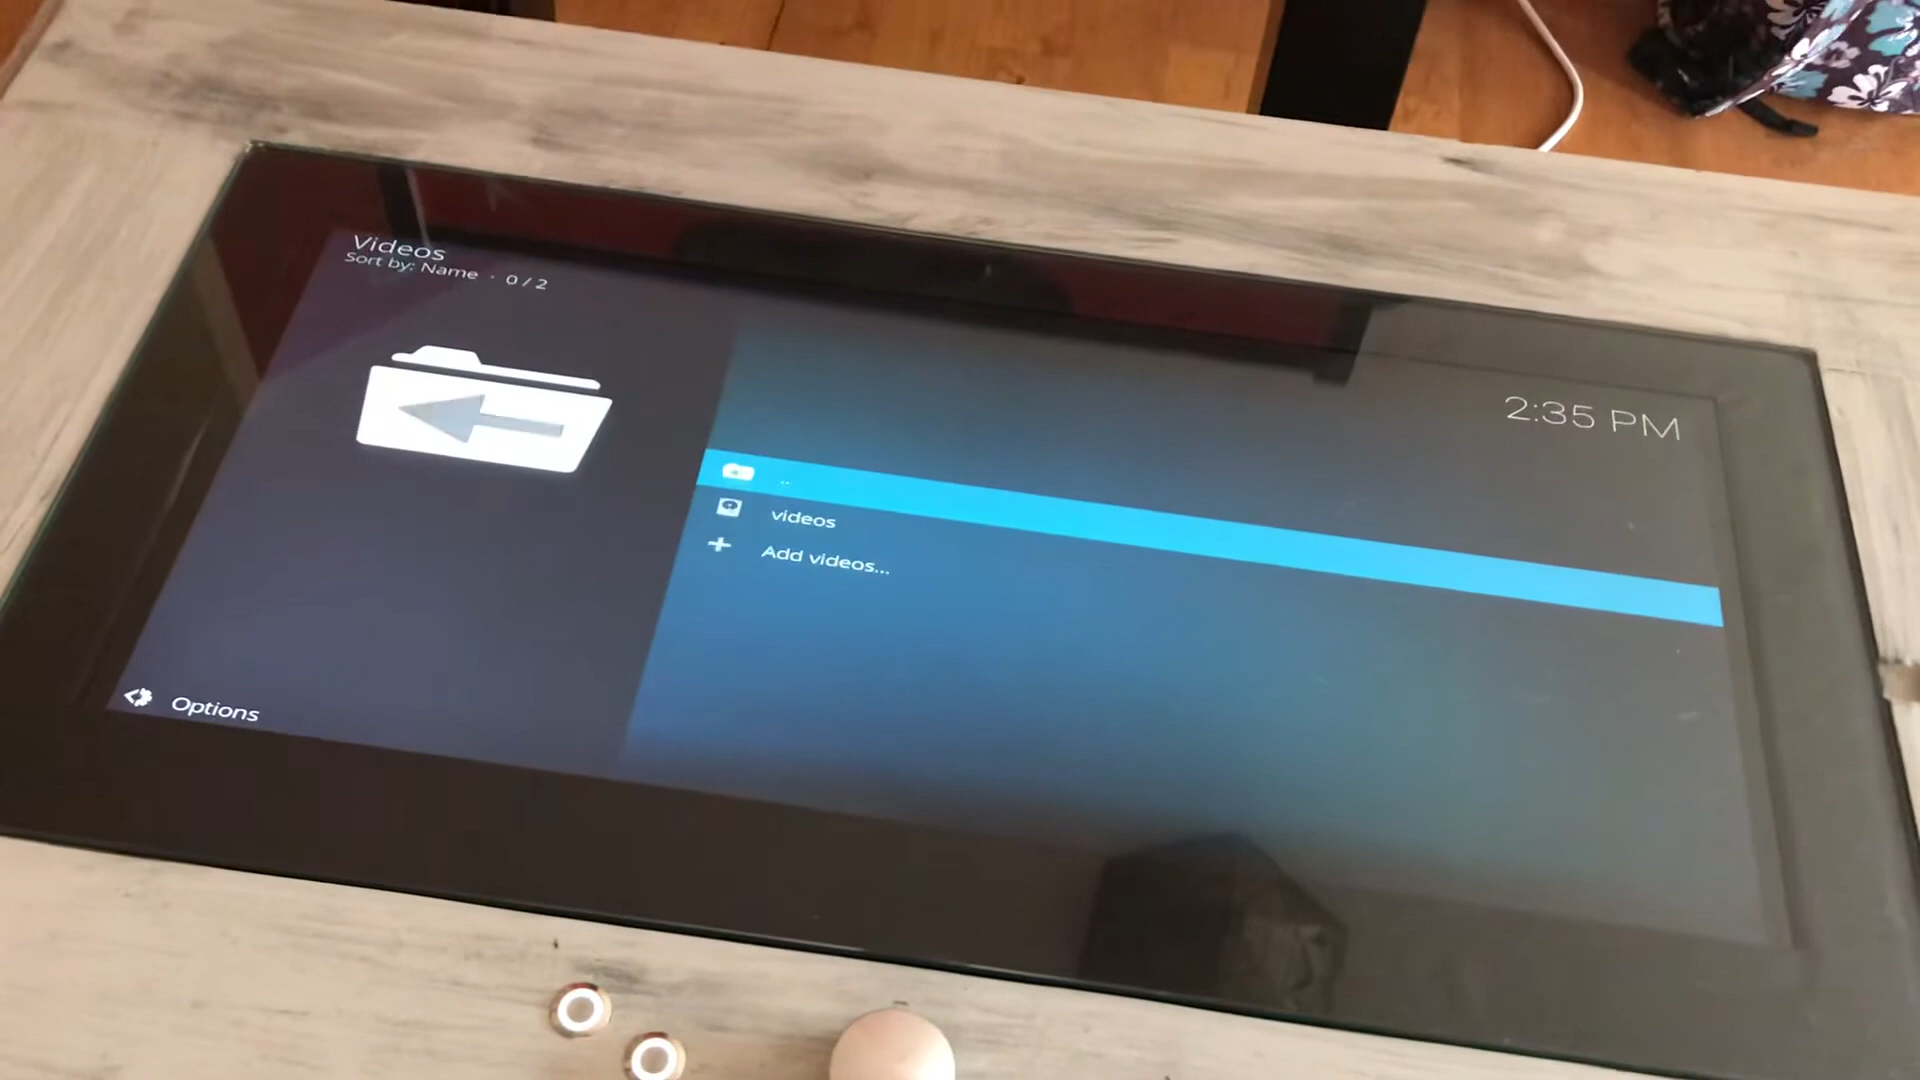 Videos
Sort by: Name · 0 / 2
2:35 PM
..
videos
Add videos...
Options